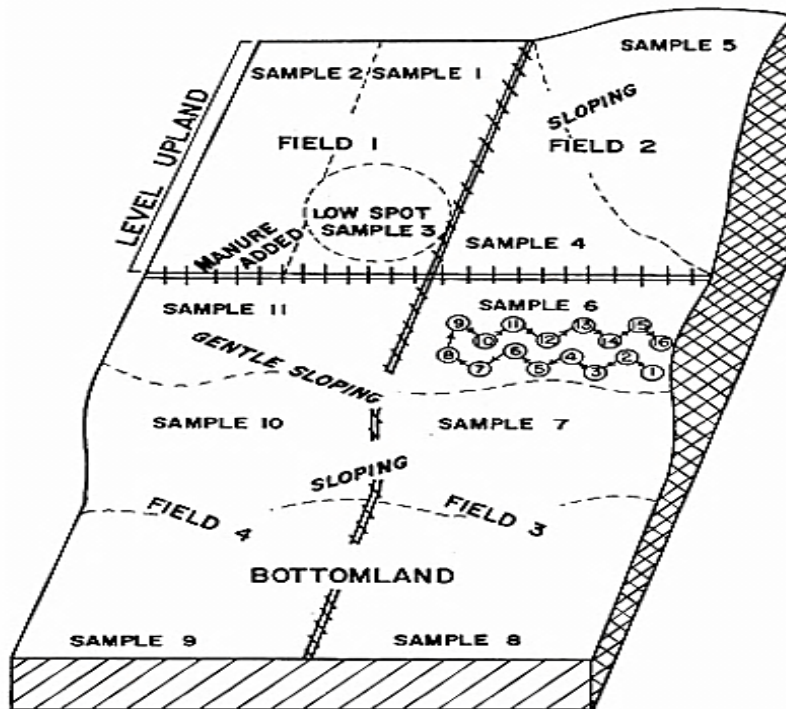 SAMPLE 5
SAMPLE 2 SAMPLE 1
SLOPING
FIELD 1
FIELD 2
LEVEL UPLAND
LOW SPOT
SAMPLE 3
MANURE
ADDED
SAMPLE 4
SAMPLE 11
SAMPLE 6
9 10 11 12 13 14 15 16
8 7 6 5 4 3 2 1
GENTLE SLOPING
SAMPLE 10
SAMPLE 7
SLOPING
FIELD 4
FIELD 3
BOTTOMLAND
SAMPLE 9
SAMPLE 8